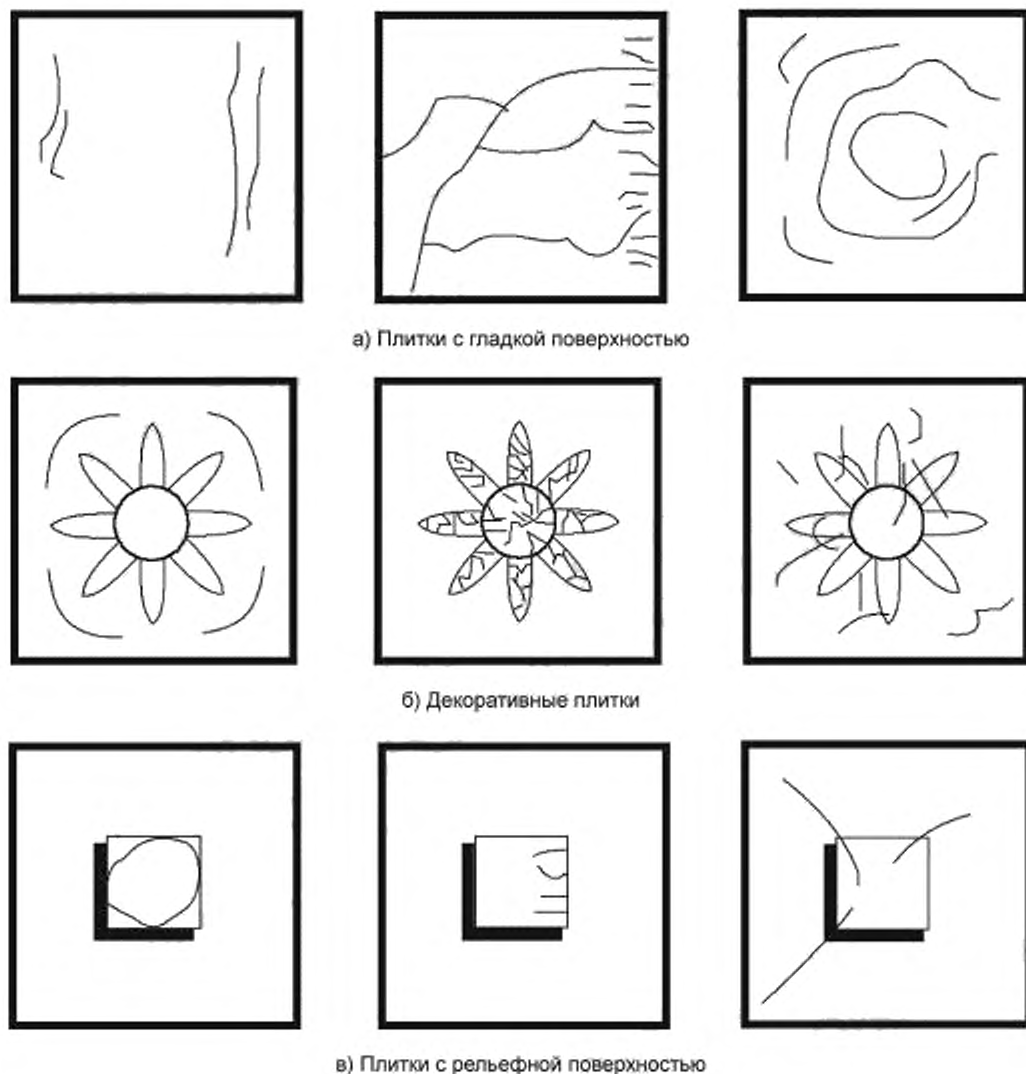 а) Плитки с гладкой поверхностью
б) Декоративные плитки
в) Плитки с рельефной поверхностью